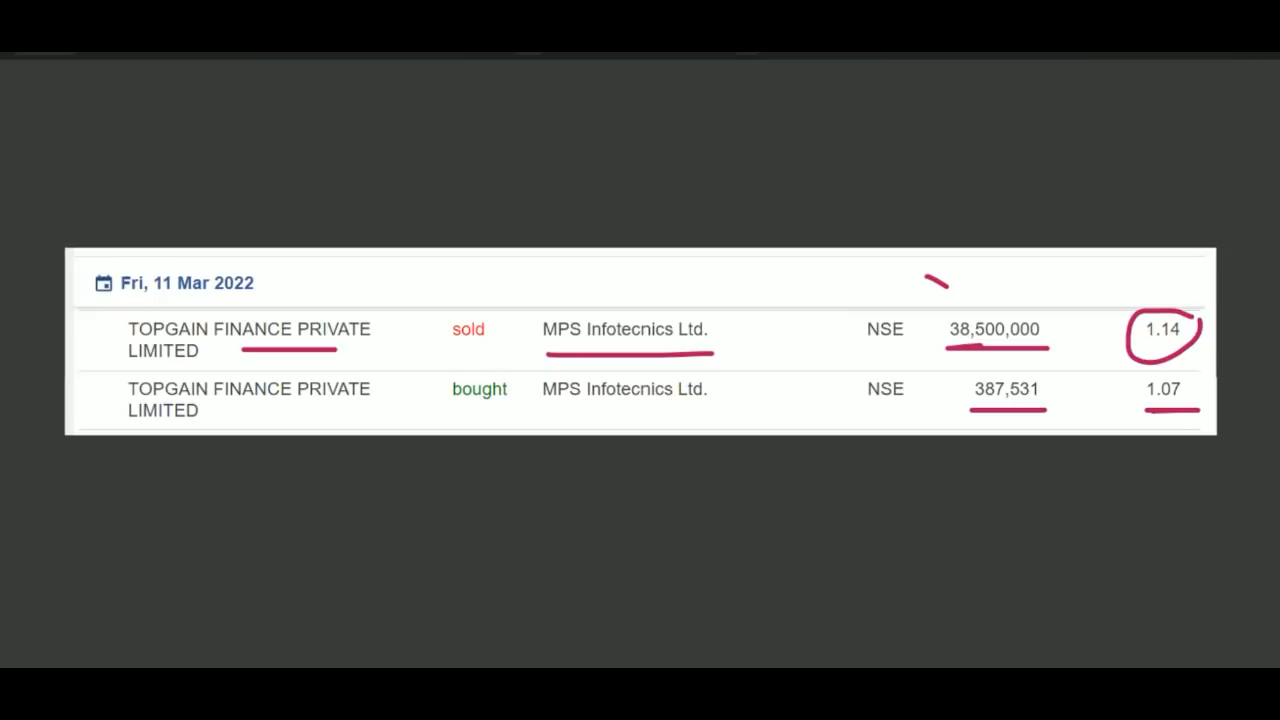 Fri, 11 Mar 2022
TOPGAIN FINANCE PRIVATE LIMITED sold MPS Infotecnics Ltd. NSE 38,500,000 1.14
TOPGAIN FINANCE PRIVATE LIMITED bought MPS Infotecnics Ltd. NSE 387,531 1.07